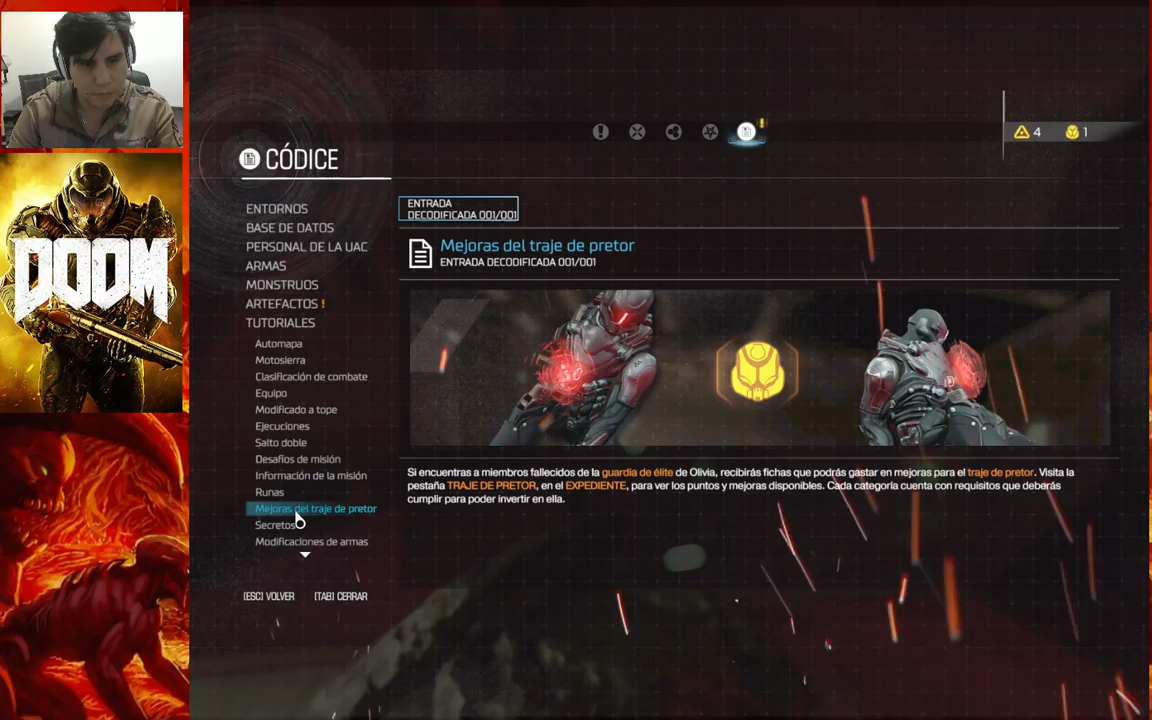 4
1
CÓDICE
ENTORNOS
BASE DE DATOS
PERSONAL DE LA UAC
ARMAS
MONSTRUOS
ARTEFACTOS !
TUTORIALES
Automapa
Motosierra
Clasificación de combate
Equipo
Modificado a tope
Ejecuciones
Salto doble
Desafíos de misión
Información de la misión
Runas
Mejoras del traje de pretor
Secretos
Modificaciones de armas
[ESC] VOLVER [TAB] CERRAR
ENTRADA
DECODIFICADA 001/001
Mejoras del traje de pretor
ENTRADA DECODIFICADA 001/001
Si encuentras a miembros fallecidos de la guardia de élite de Olivia, recibirás fichas que podrás gastar en mejoras para el traje de pretor. Visita la
pestaña TRAJE DE PRETOR, en el EXPEDIENTE, para ver los puntos y mejoras disponibles. Cada categoría cuenta con requisitos que deberás
cumplir para poder invertir en ella.
DOOM